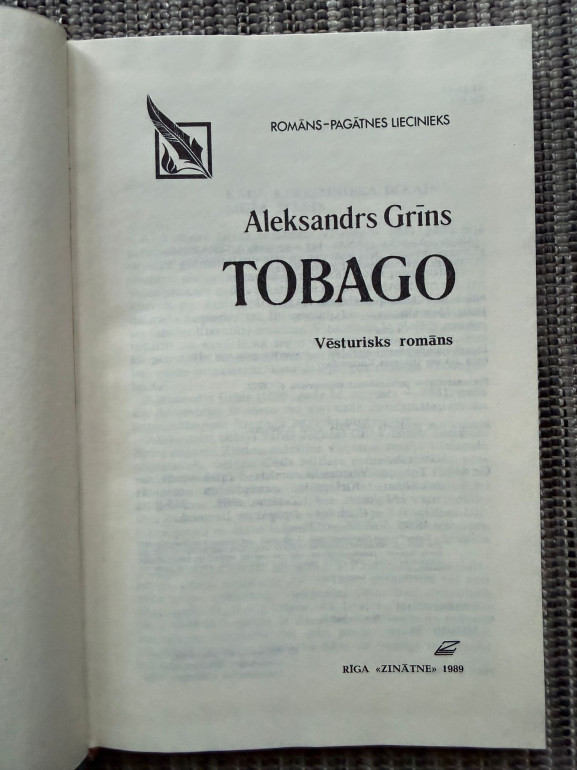 ROMĀNS–PAGĀTNES LIECINIEKS
Aleksandrs Grīns
TOBAGO
Vēsturisks romāns
RĪGA «ZINĀTNE» 1989